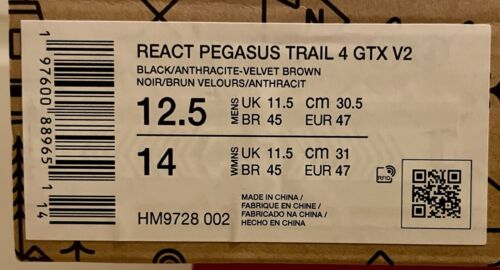 REACT PEGASUS TRAIL 4 GTX V2
BLACK/ANTHRACITE-VELVET BROWN
NOIR/BRUN VELOURS/ANTHRACIT
12.5 MENS UK 11.5 CM 30.5
BR 45 EUR 47
14 WMNS UK 11.5 CM 31
BR 45 EUR 47
RFID
MADE IN CHINA /
FABRIQUE EN CHINE /
FABRICADO NA CHINA /
HECHO EN CHINA
HM9728 002
1 97600 88965 1 14